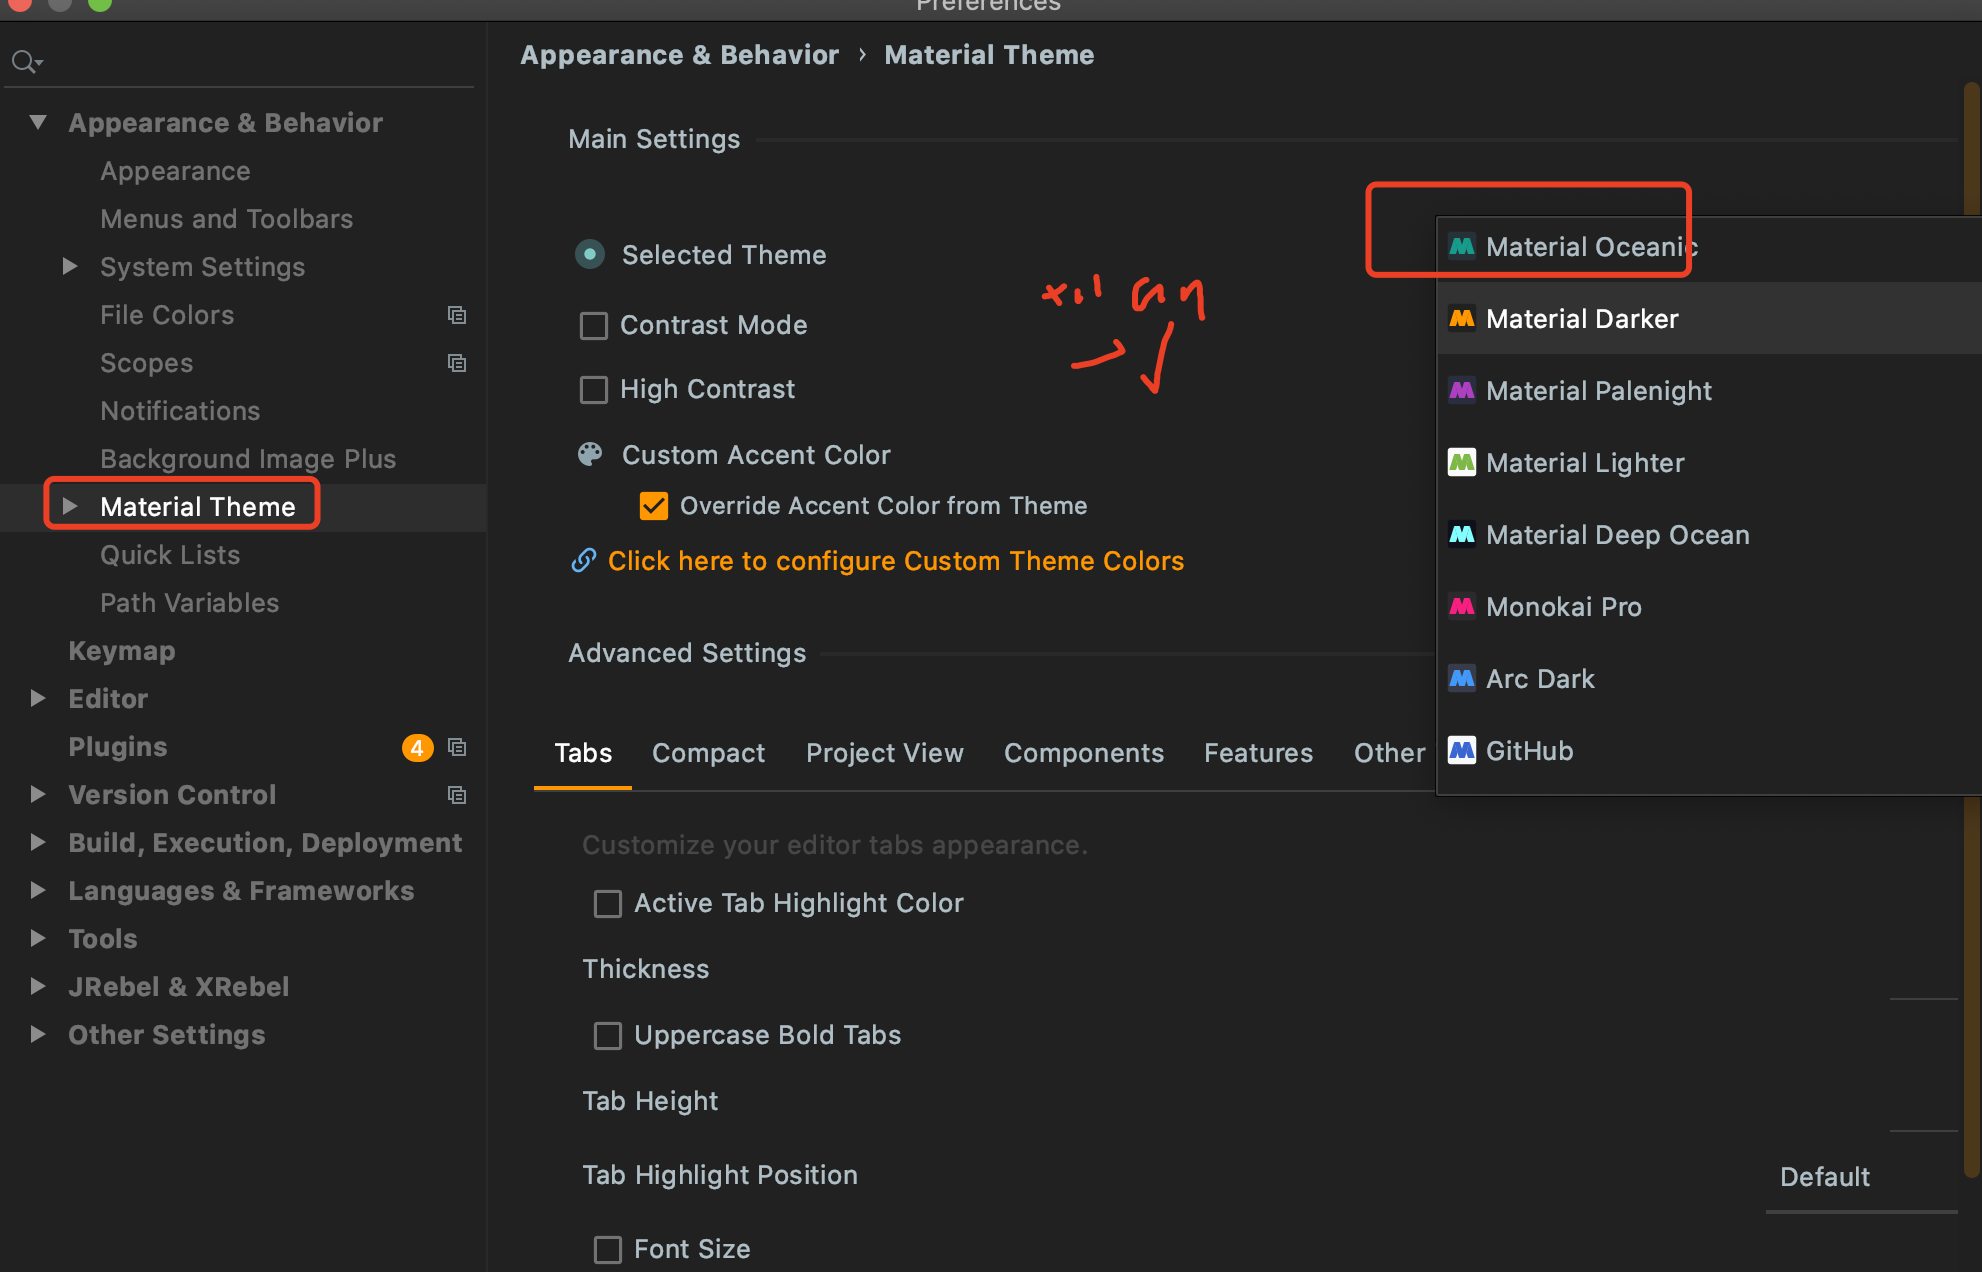 Preferences
Appearance & Behavior › Material Theme
Appearance & Behavior
Appearance
Menus and Toolbars
System Settings
File Colors
Scopes
Notifications
Background Image Plus
Material Theme
Quick Lists
Path Variables
Keymap
Editor
Plugins 4
Version Control
Build, Execution, Deployment
Languages & Frameworks
Tools
JRebel & XRebel
Other Settings
Main Settings
Selected Theme
Contrast Mode
High Contrast
Custom Accent Color
Override Accent Color from Theme
Click here to configure Custom Theme Colors
Material Oceanic
Material Darker
Material Palenight
Material Lighter
Material Deep Ocean
Monokai Pro
Arc Dark
GitHub
Advanced Settings
Tabs Compact Project View Components Features Other
Customize your editor tabs appearance.
Active Tab Highlight Color
Thickness
Uppercase Bold Tabs
Tab Height
Tab Highlight Position Default
Font Size